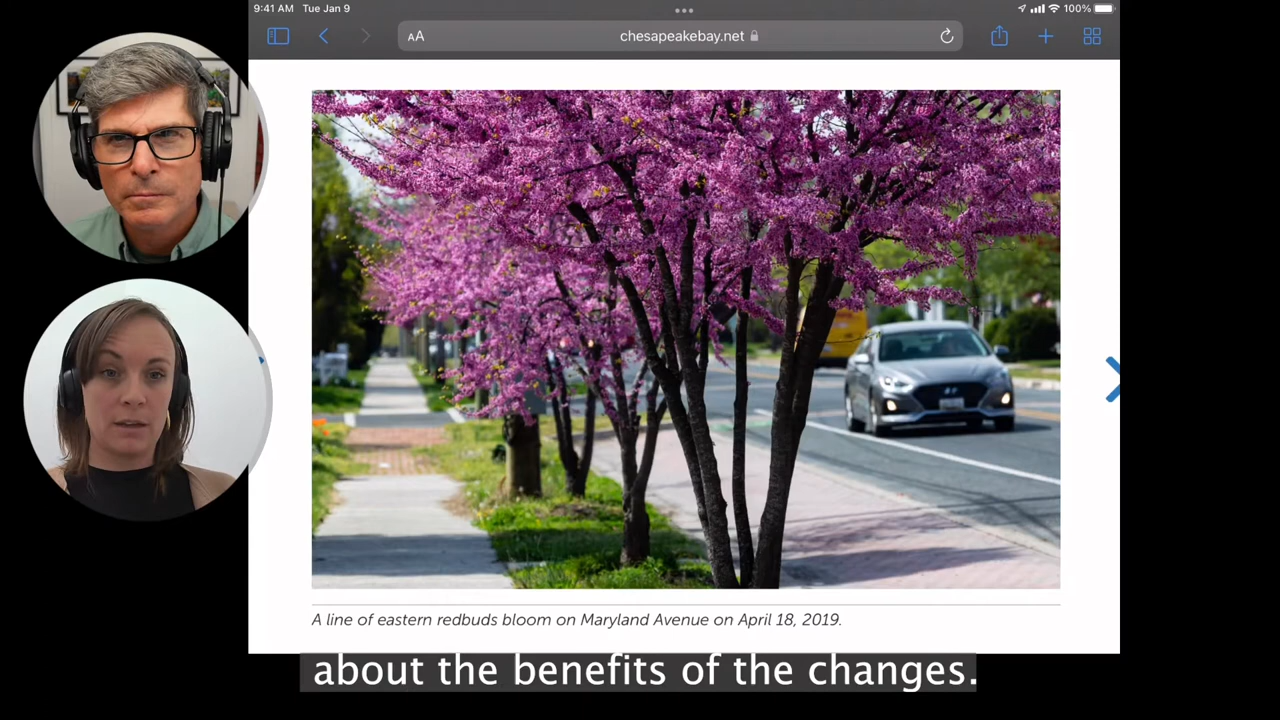 9:41 AM Tue Jan 9
100%
AA
chesapeakebay.net
A line of eastern redbuds bloom on Maryland Avenue on April 18, 2019.
about the benefits of the changes.